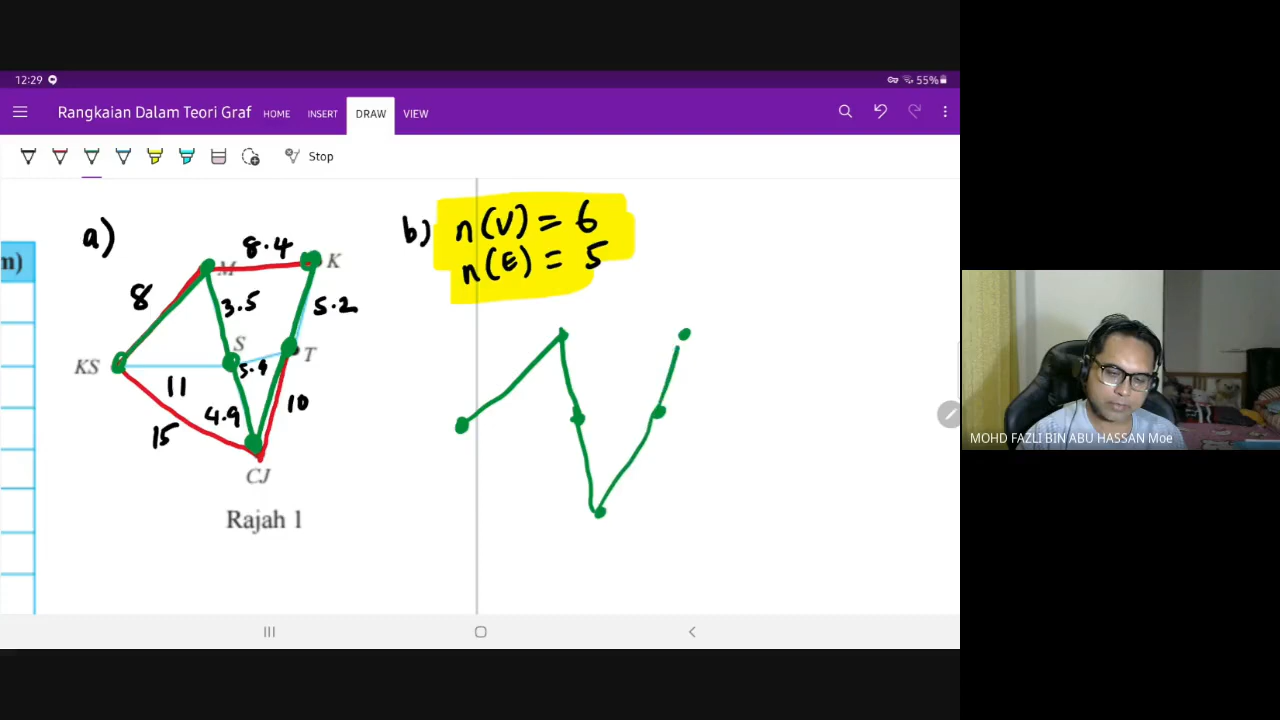 12:29
55%
Rangkaian Dalam Teori Graf
HOME
INSERT
DRAW
VIEW
Stop
m)
a)
8.4
M
K
8
3.5
5.2
S
T
KS
5.9
11
4.9
10
15
CJ
Rajah 1
b) n(V) = 6
n(E) = 5
MOHD FAZLI BIN ABU HASSAN Moe